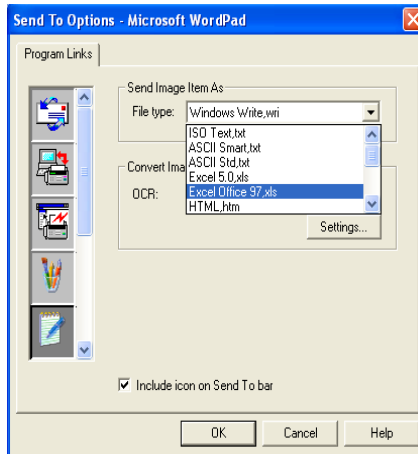 Send To Options - Microsoft WordPad
Program Links
Send Image Item As
File type: Windows Write,wri
ISO Text,txt
ASCII Smart,txt
ASCII Std,txt
Excel 5.0,xls
Convert Ima
OCR: Excel Office 97,xls
HTML,htm
Settings...
Include icon on Send To bar
OK Cancel Help